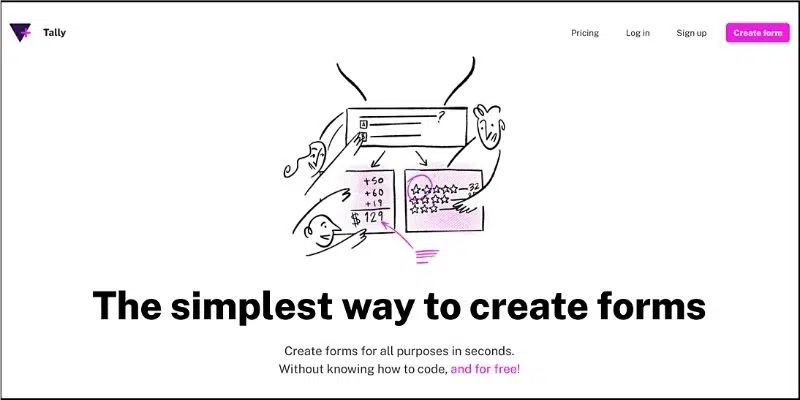 Tally
Pricing
Log in
Sign up
Create form
?
A
+50
+60
+19
$ 129
32
The simplest way to create forms
Create forms for all purposes in seconds.
Without knowing how to code, and for free!